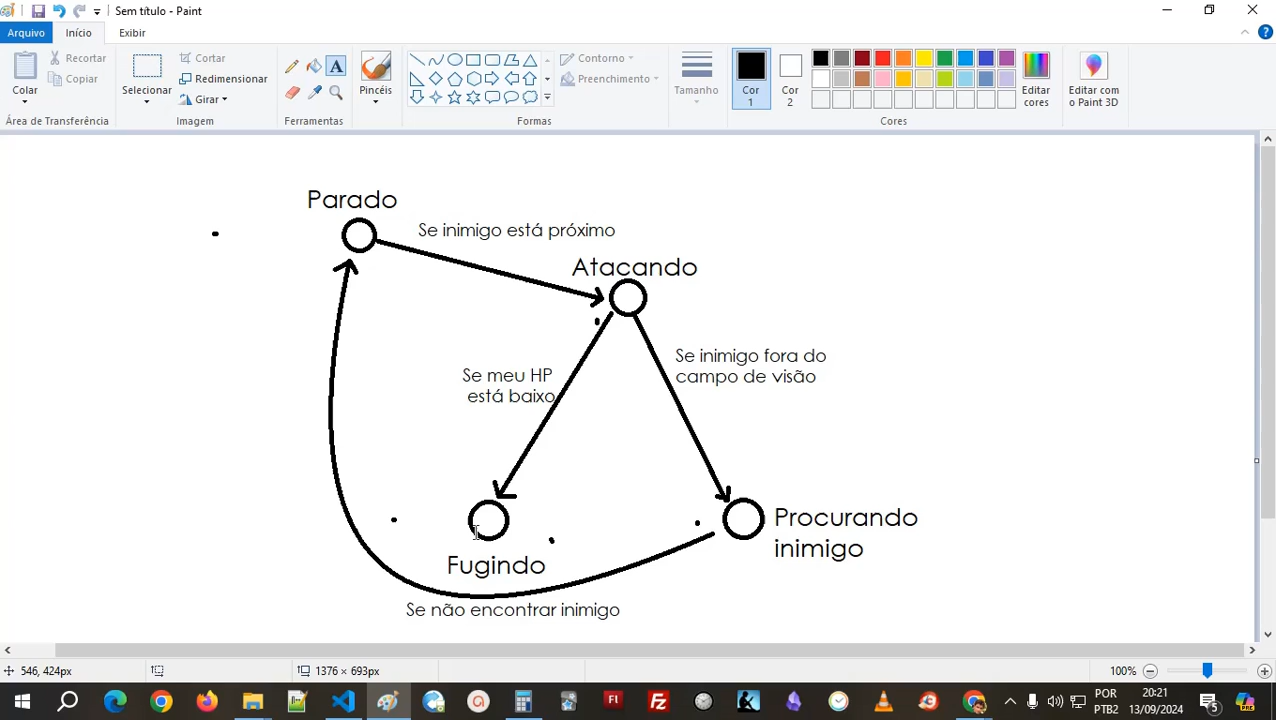 Sem título - Paint
Arquivo
Início
Exibir
Colar
Recortar
Copiar
Área de Transferência
Selecionar
Cortar
Redimensionar
Girar
Imagem
A
Ferramentas
Pincéis
Contorno
Preenchimento
Formas
Tamanho
Cor
1
Cor
2
Editar
cores
Cores
Editar com
o Paint 3D
Parado
Se inimigo está próximo
Atacando
Se inimigo fora do
campo de visão
Se meu HP
está baixo
Procurando
inimigo
Fugindo
Se não encontrar inimigo
546, 424px
1376 × 693px
100%
FI
POR
PTB2
20:21
13/09/2024
5
PRE